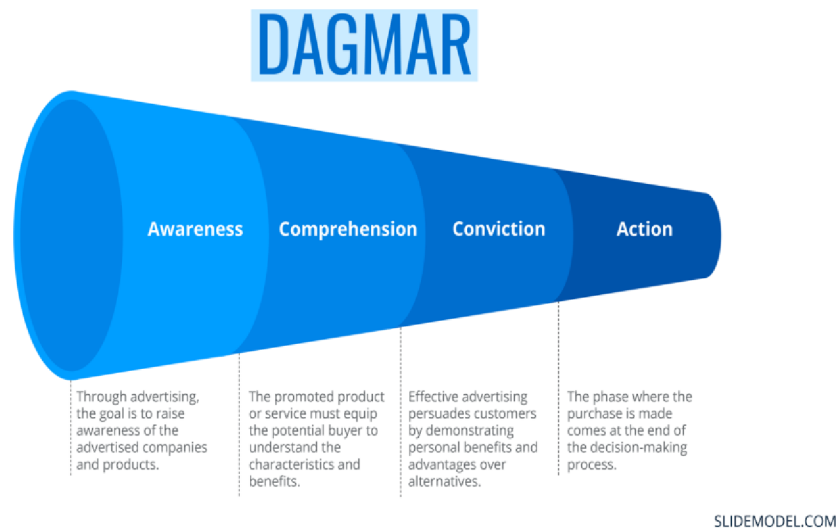 DAGMAR
Awareness
Comprehension
Conviction
Action
Through advertising,
the goal is to raise
awareness of the
advertised companies
and products.
The promoted product
or service must equip
the potential buyer to
understand the
characteristics and
benefits.
Effective advertising
persuades customers
by demonstrating
personal benefits and
advantages over
alternatives.
The phase where the
purchase is made
comes at the end of
the decision-making
process.
SLIDEMODEL.COM